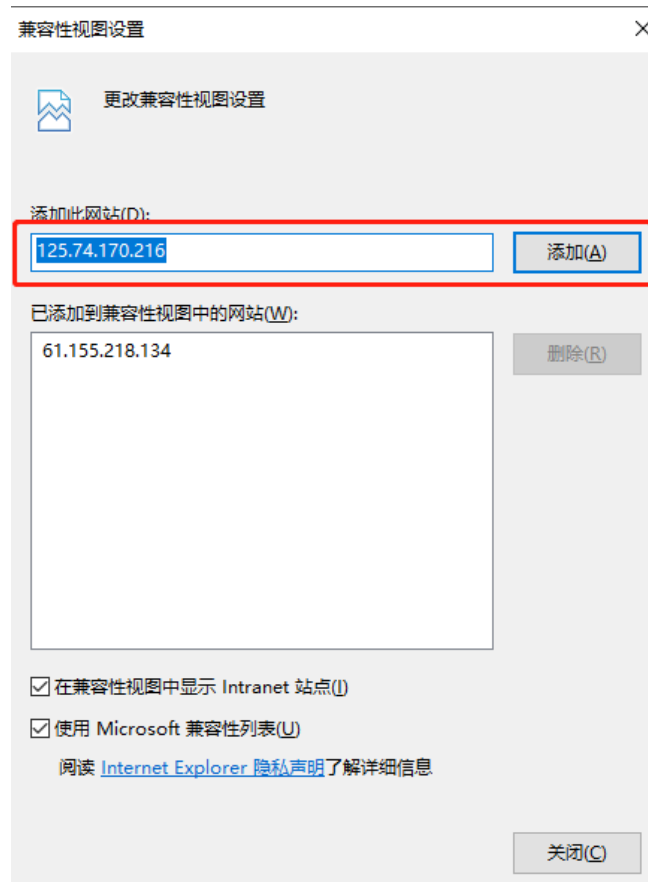 兼容性视图设置
更改兼容性视图设置
添加此网站(D):
125.74.170.216
添加(A)
已添加到兼容性视图中的网站(W):
61.155.218.134
删除(R)
在兼容性视图中显示 Intranet 站点(I)
使用 Microsoft 兼容性列表(U)
阅读 Internet Explorer 隐私声明了解详细信息
关闭(C)